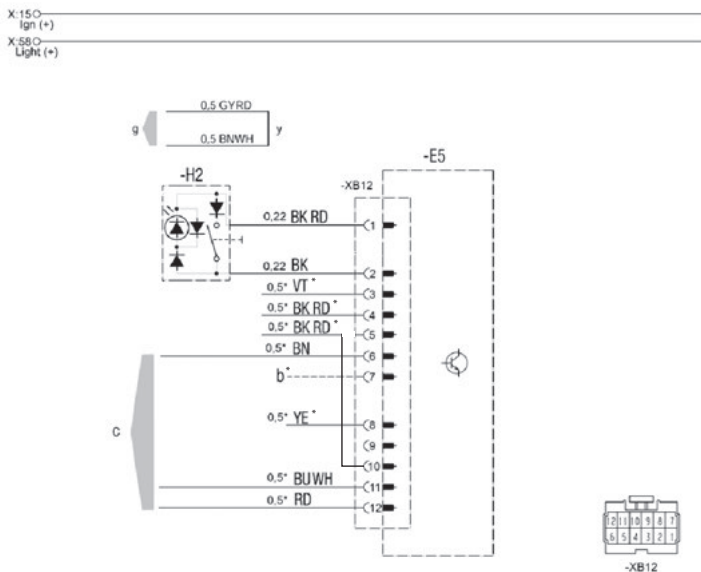 X:15
Ign (+)
X:58
Light (+)
0,5 GYRD
g
y
0,5 BNWH
-E5
-H2
-XB12
0,22 BK RD
1
0,22 BK
2
0,5* VT*
3
0,5* BK RD*
4
0,5* BK RD*
5
0,5* BN
6
b*
7
C
0,5* YE*
8
9
10
0,5* BUWH
11
0,5* RD
12
12 11 10 9 8 7
6 5 4 3 2 1
-XB12